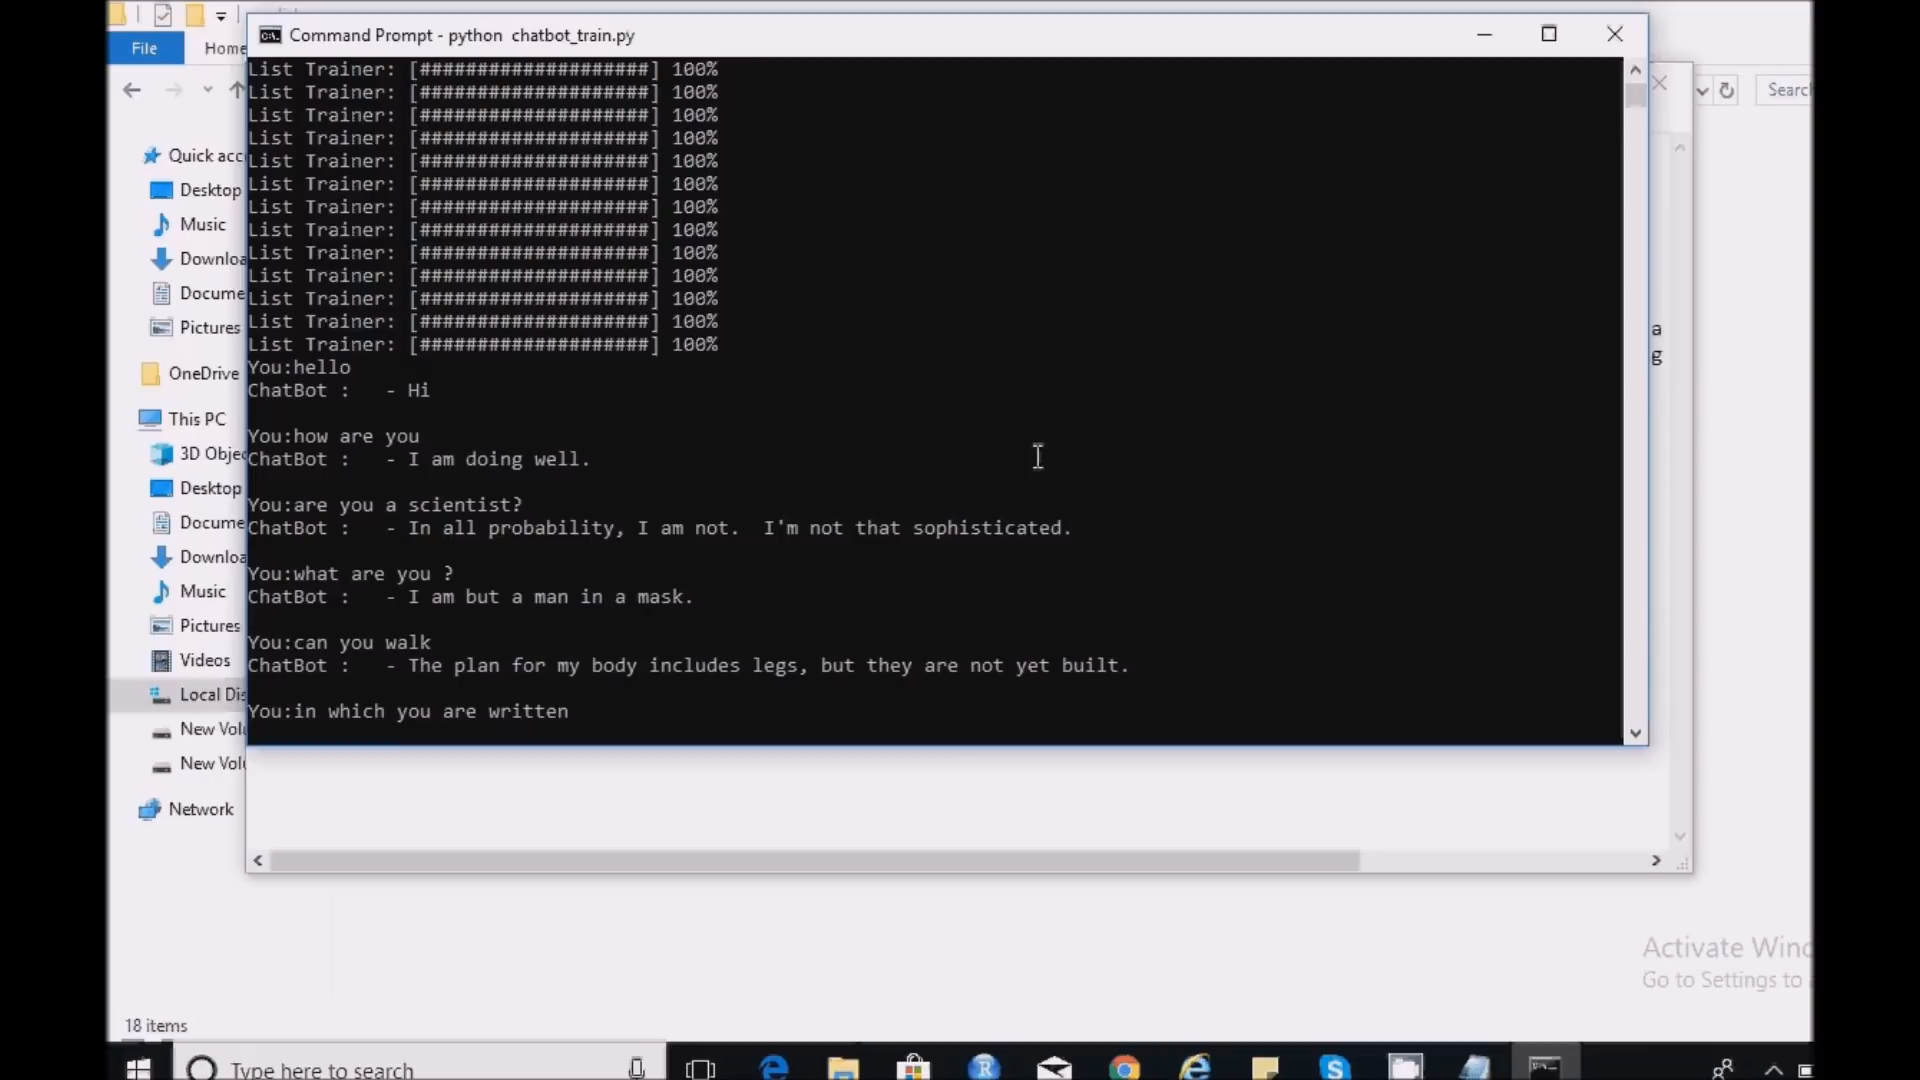 Command Prompt - python  chatbot_train.py
File
Home
Search
Quick acc
Desktop
Music
Downloa
Docume
Pictures
OneDrive
This PC
3D Obje
Desktop
Docume
Downloa
Music
Pictures
Videos
Local Dis
New Volu
New Volu
Network
List Trainer: [####################] 100%
List Trainer: [####################] 100%
List Trainer: [####################] 100%
List Trainer: [####################] 100%
List Trainer: [####################] 100%
List Trainer: [####################] 100%
List Trainer: [####################] 100%
List Trainer: [####################] 100%
List Trainer: [####################] 100%
List Trainer: [####################] 100%
List Trainer: [####################] 100%
List Trainer: [####################] 100%
List Trainer: [####################] 100%
You:hello
ChatBot :   - Hi
You:how are you
ChatBot :   - I am doing well.
You:are you a scientist?
ChatBot :   - In all probability, I am not.  I'm not that sophisticated.
You:what are you ?
ChatBot :   - I am but a man in a mask.
You:can you walk
ChatBot :   - The plan for my body includes legs, but they are not yet built.
You:in which you are written
a
g
Activate Wind
Go to Settings to a
18 items
Type here to search